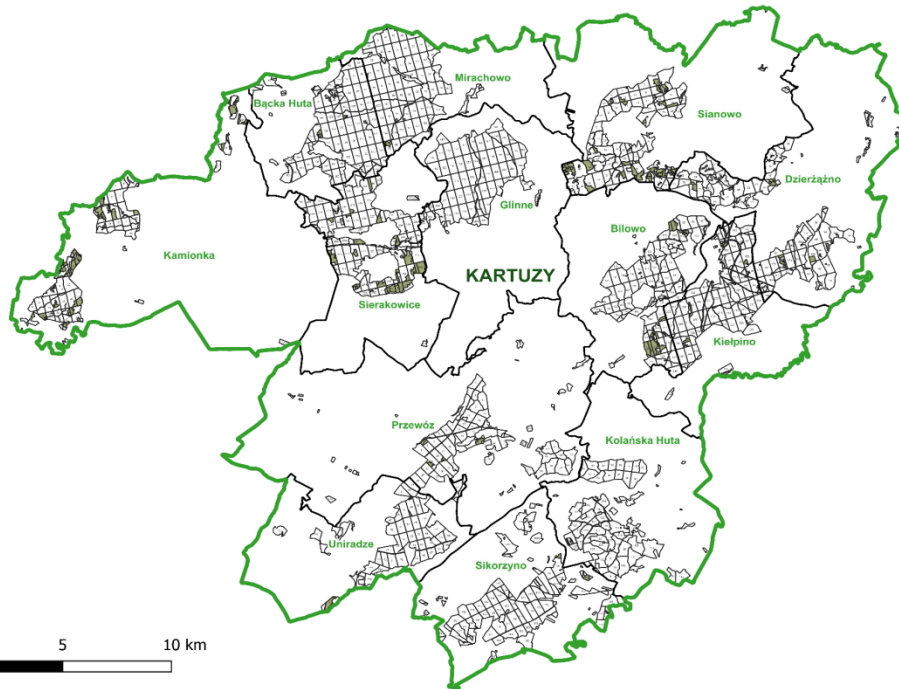 Mirachowo
Bącka Huta
Sianowo
Dzierżążno
Glinne
Bilowo
Kamionka
KARTUZY
Sierakowice
Kiełpino
Przewóz
Kolańska Huta
Uniradze
Sikorzyno
5 10 km